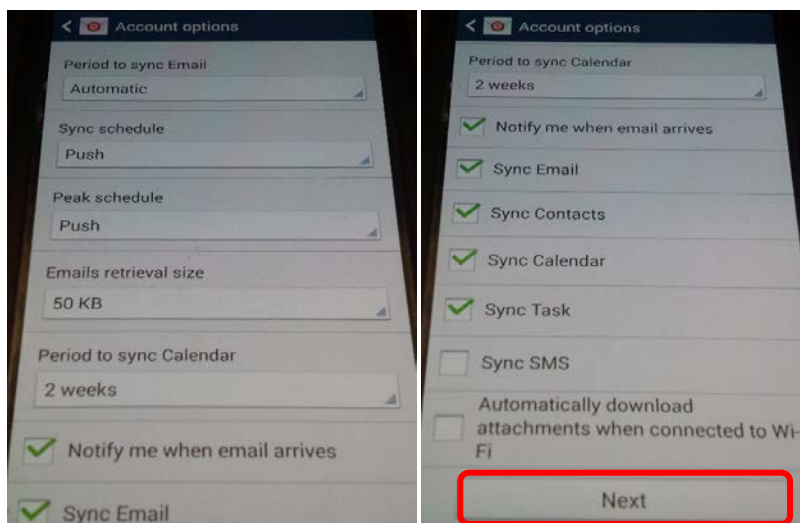 Account options
Period to sync Email
Automatic
Sync schedule
Push
Peak schedule
Push
Emails retrieval size
50 KB
Period to sync Calendar
2 weeks
Notify me when email arrives
Sync Email
Account options
Period to sync Calendar
2 weeks
Notify me when email arrives
Sync Email
Sync Contacts
Sync Calendar
Sync Task
Sync SMS
Automatically download
attachments when connected to Wi-
Fi
Next